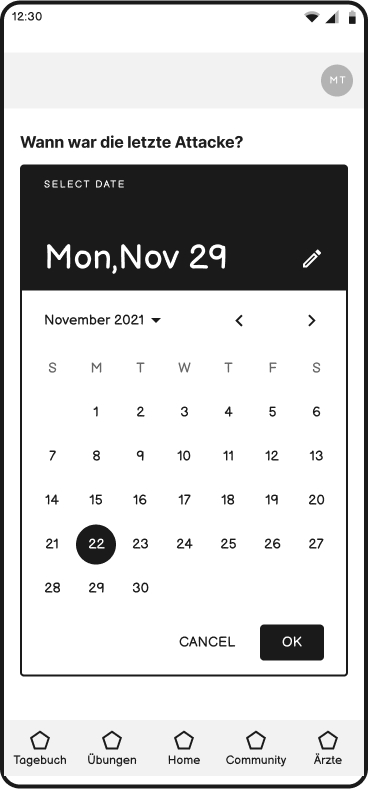 12:30
MT
Wann war die letzte Attacke?
SELECT DATE
Mon,Nov 29
November 2021
S M T W T F S
1 2 3 4 5 6
7 8 9 10 11 12 13
14 15 16 17 18 19 20
21 22 23 24 25 26 27
28 29 30
CANCEL OK
Tagebuch Übungen Home Community Ärzte